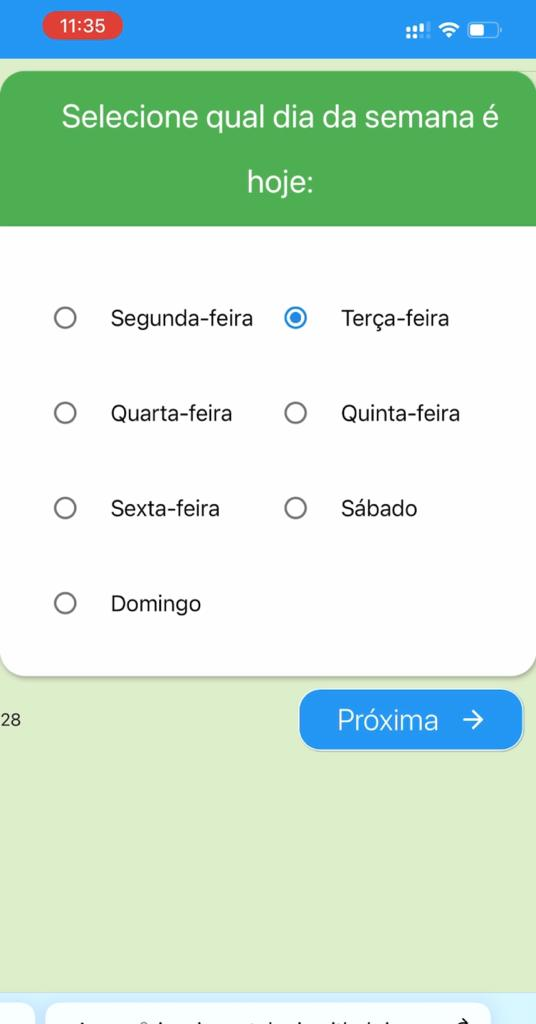 11:35
Selecione qual dia da semana é
hoje:
Segunda-feira
Terça-feira
Quarta-feira
Quinta-feira
Sexta-feira
Sábado
Domingo
28
Próxima →